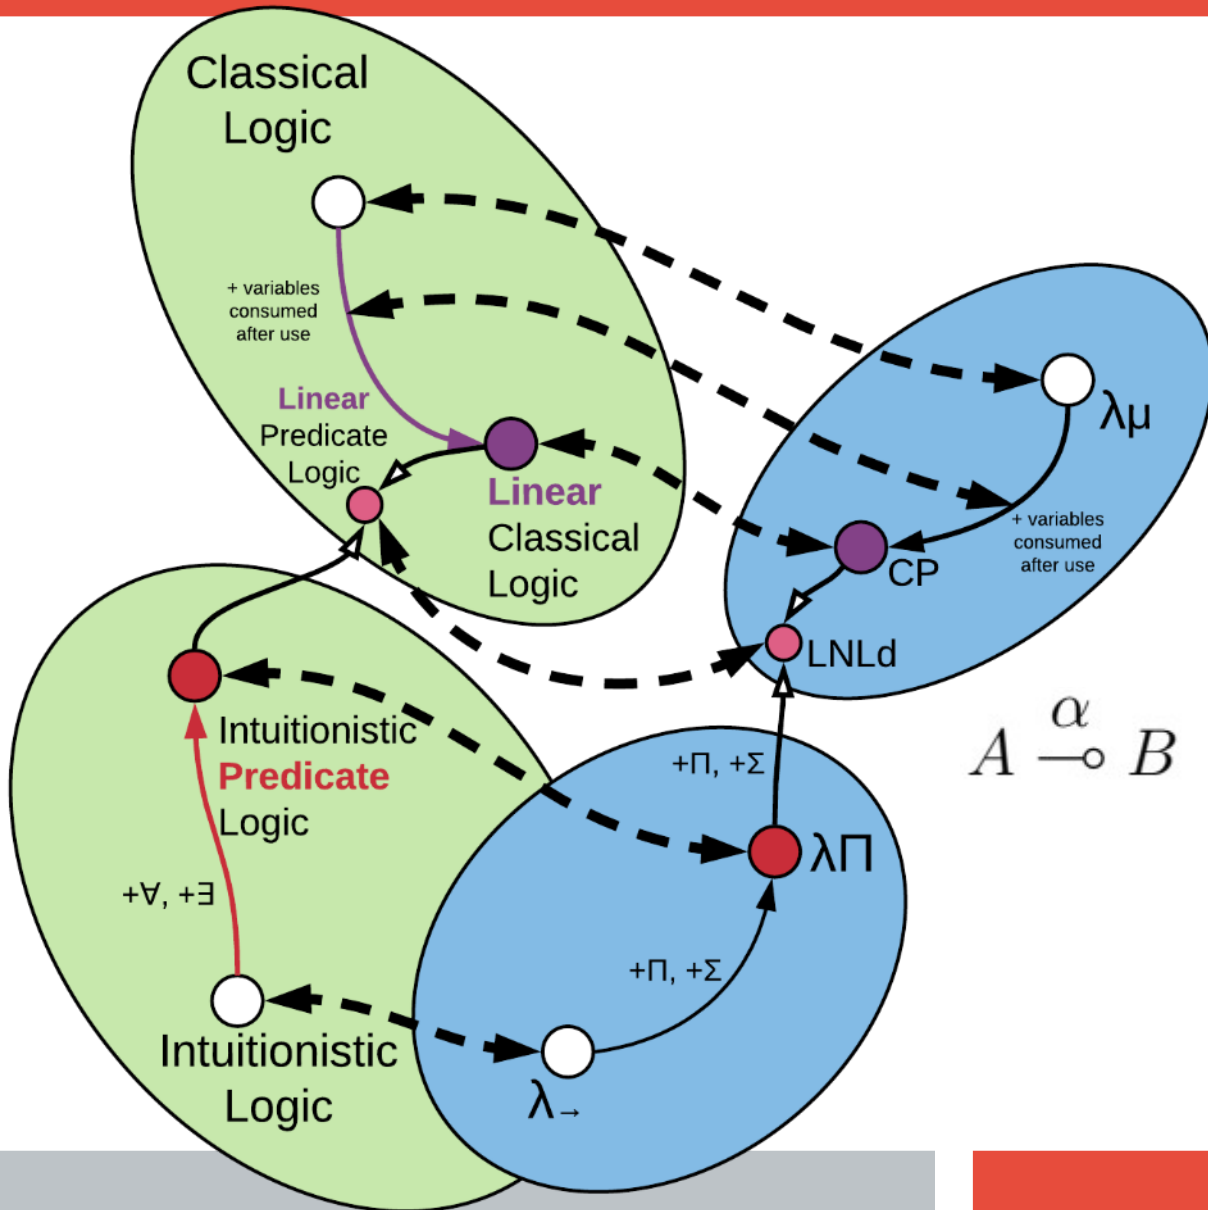 Classical
Logic
+ variables
consumed
after use
Linear
Predicate
Logic
Linear
Classical
Logic
λμ
+ variables
consumed
after use
CP
LNLd
A α ⊸ B
Intuitionistic
Predicate
Logic
+Π, +Σ
λΠ
+∀, +∃
+Π, +Σ
Intuitionistic
Logic
λ→